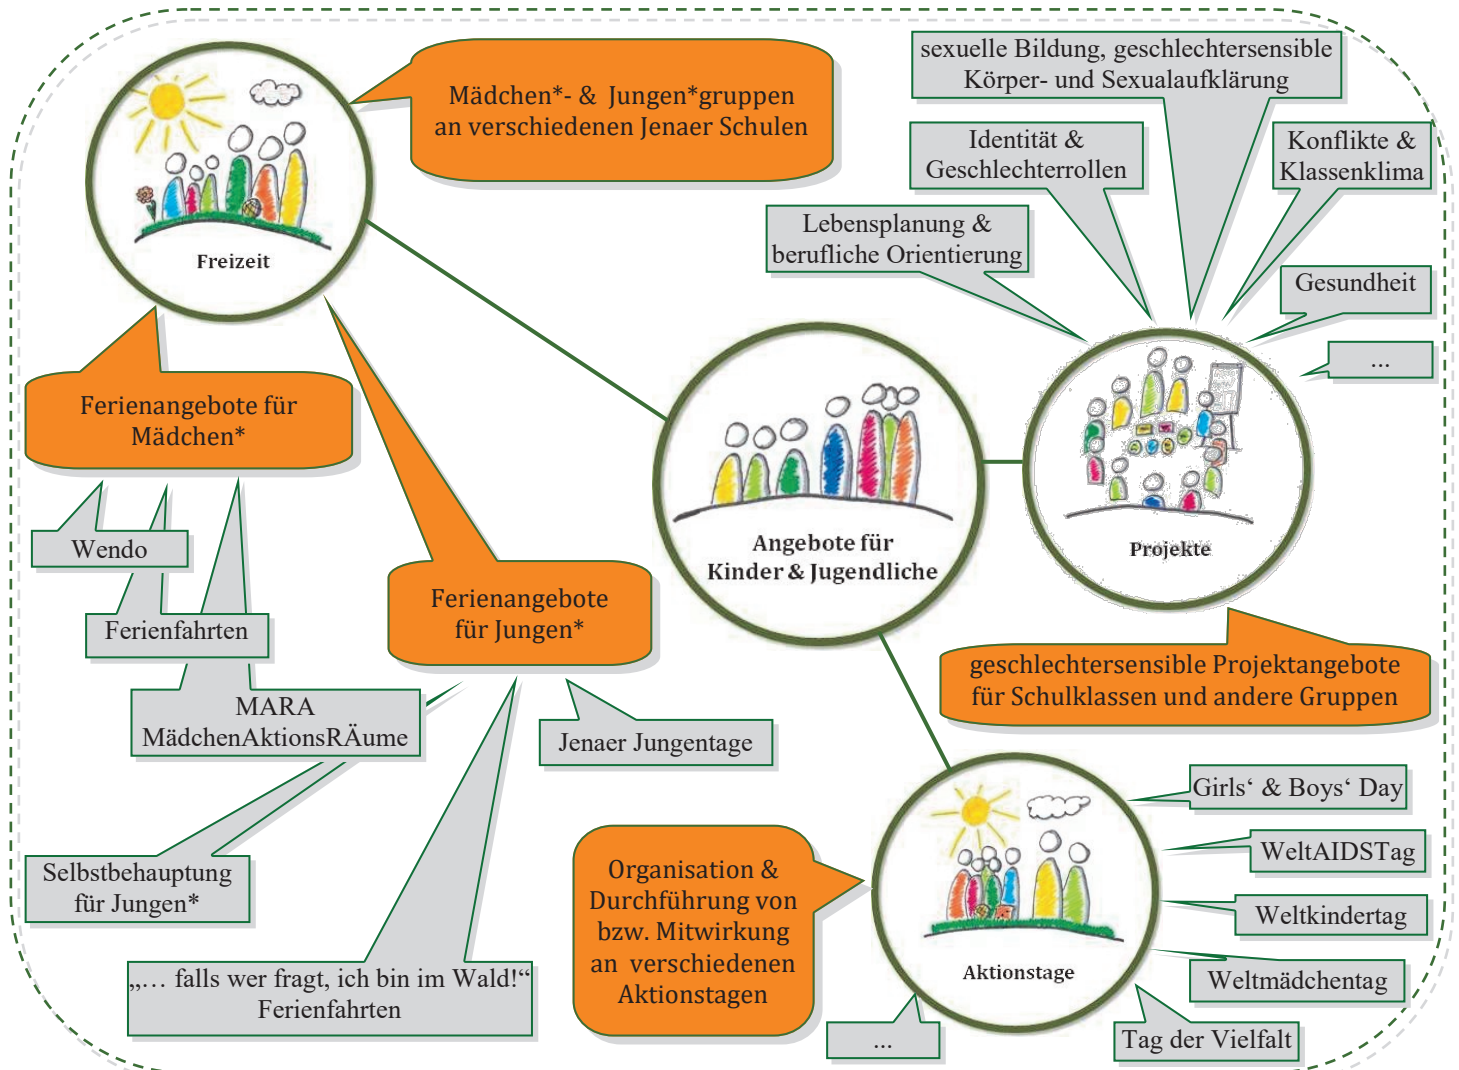 Mädchen*- & Jungen*gruppen
an verschiedenen Jenaer Schulen
Freizeit
Ferienangebote für
Mädchen*
Wendo
Ferienfahrten
MARA
MädchenAktionsRÄume
Ferienangebote
für Jungen*
Jenaer Jungentage
Selbstbehauptung
für Jungen*
„… falls wer fragt, ich bin im Wald!“
Ferienfahrten
Angebote für
Kinder & Jugendliche
sexuelle Bildung, geschlechtersensible
Körper- und Sexualaufklärung
Identität &
Geschlechterrollen
Konflikte &
Klassenklima
Lebensplanung &
berufliche Orientierung
Gesundheit
...
Projekte
geschlechtersensible Projektangebote
für Schulklassen und andere Gruppen
Organisation &
Durchführung von
bzw. Mitwirkung
an verschiedenen
Aktionstagen
Aktionstage
Girls‘ & Boys‘ Day
WeltAIDSTag
Weltkindertag
Weltmädchentag
Tag der Vielfalt
...